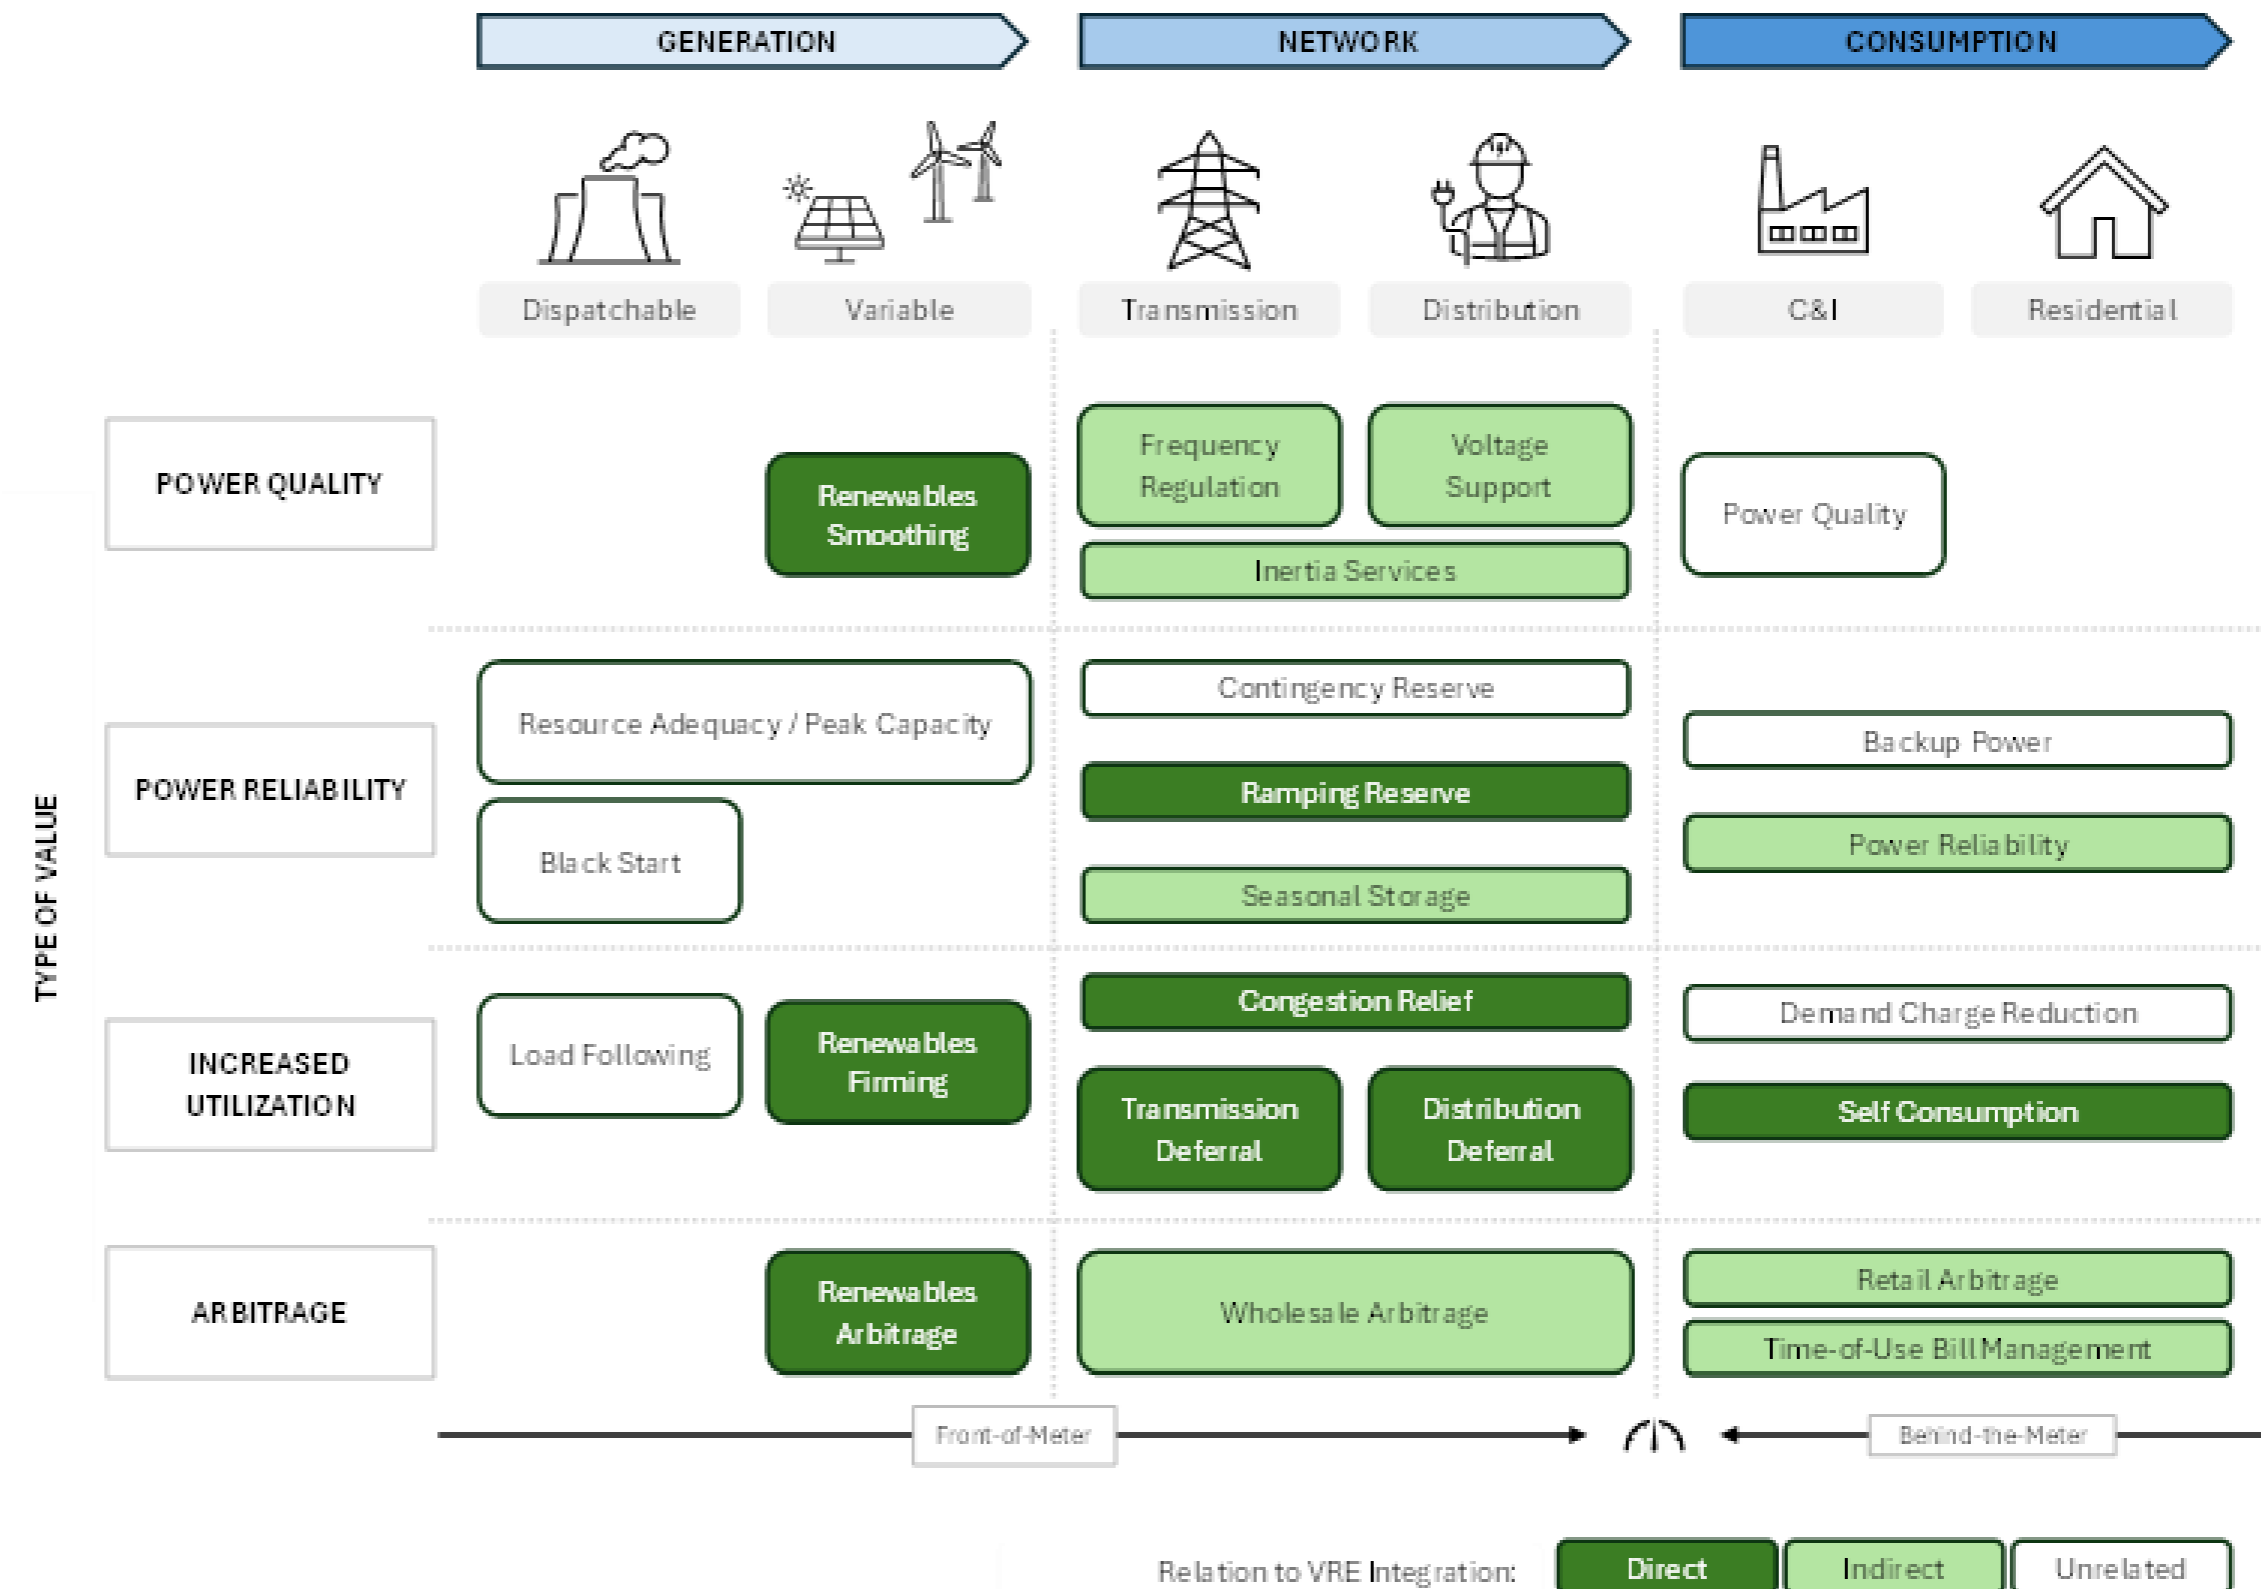 GENERATION
NETWORK
CONSUMPTION
Dispatchable
Variable
Transmission
Distribution
C&I
Residential
TYPE OF VALUE
POWER QUALITY
Renewables
Smoothing
Frequency
Regulation
Voltage
Support
Inertia Services
Power Quality
POWER RELIABILITY
Resource Adequacy / Peak Capacity
Black Start
Contingency Reserve
Ramping Reserve
Seasonal Storage
Backup Power
Power Reliability
INCREASED
UTILIZATION
Load Following
Renewables
Firming
Congestion Relief
Transmission
Deferral
Distribution
Deferral
Demand Charge Reduction
Self Consumption
ARBITRAGE
Renewables
Arbitrage
Wholesale Arbitrage
Retail Arbitrage
Time-of-Use Bill Management
Front-of-Meter
Behind-the-Meter
Relation to VRE Integration:
Direct
Indirect
Unrelated